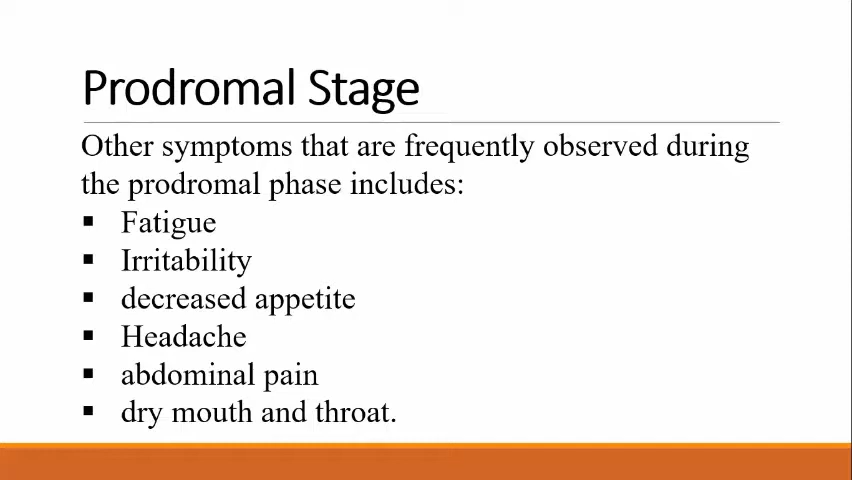 Prodromal Stage
Other symptoms that are frequently observed during
the prodromal phase includes:
▪ Fatigue
▪ Irritability
▪ decreased appetite
▪ Headache
▪ abdominal pain
▪ dry mouth and throat.